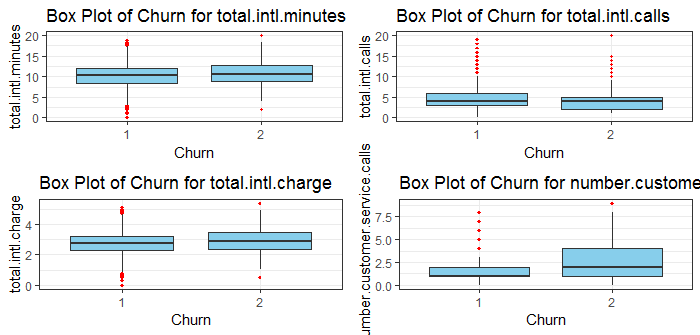 Box Plot of Churn for total.intl.minutes
total.intl.minutes
20
15
10
5
0
1 2
Churn
Box Plot of Churn for total.intl.calls
total.intl.calls
20
15
10
5
0
1 2
Churn
Box Plot of Churn for total.intl.charge
total.intl.charge
4
2
0
1 2
Churn
Box Plot of Churn for number.custome
umber.customer.service.calls
7.5
5.0
2.5
0.0
1 2
Churn